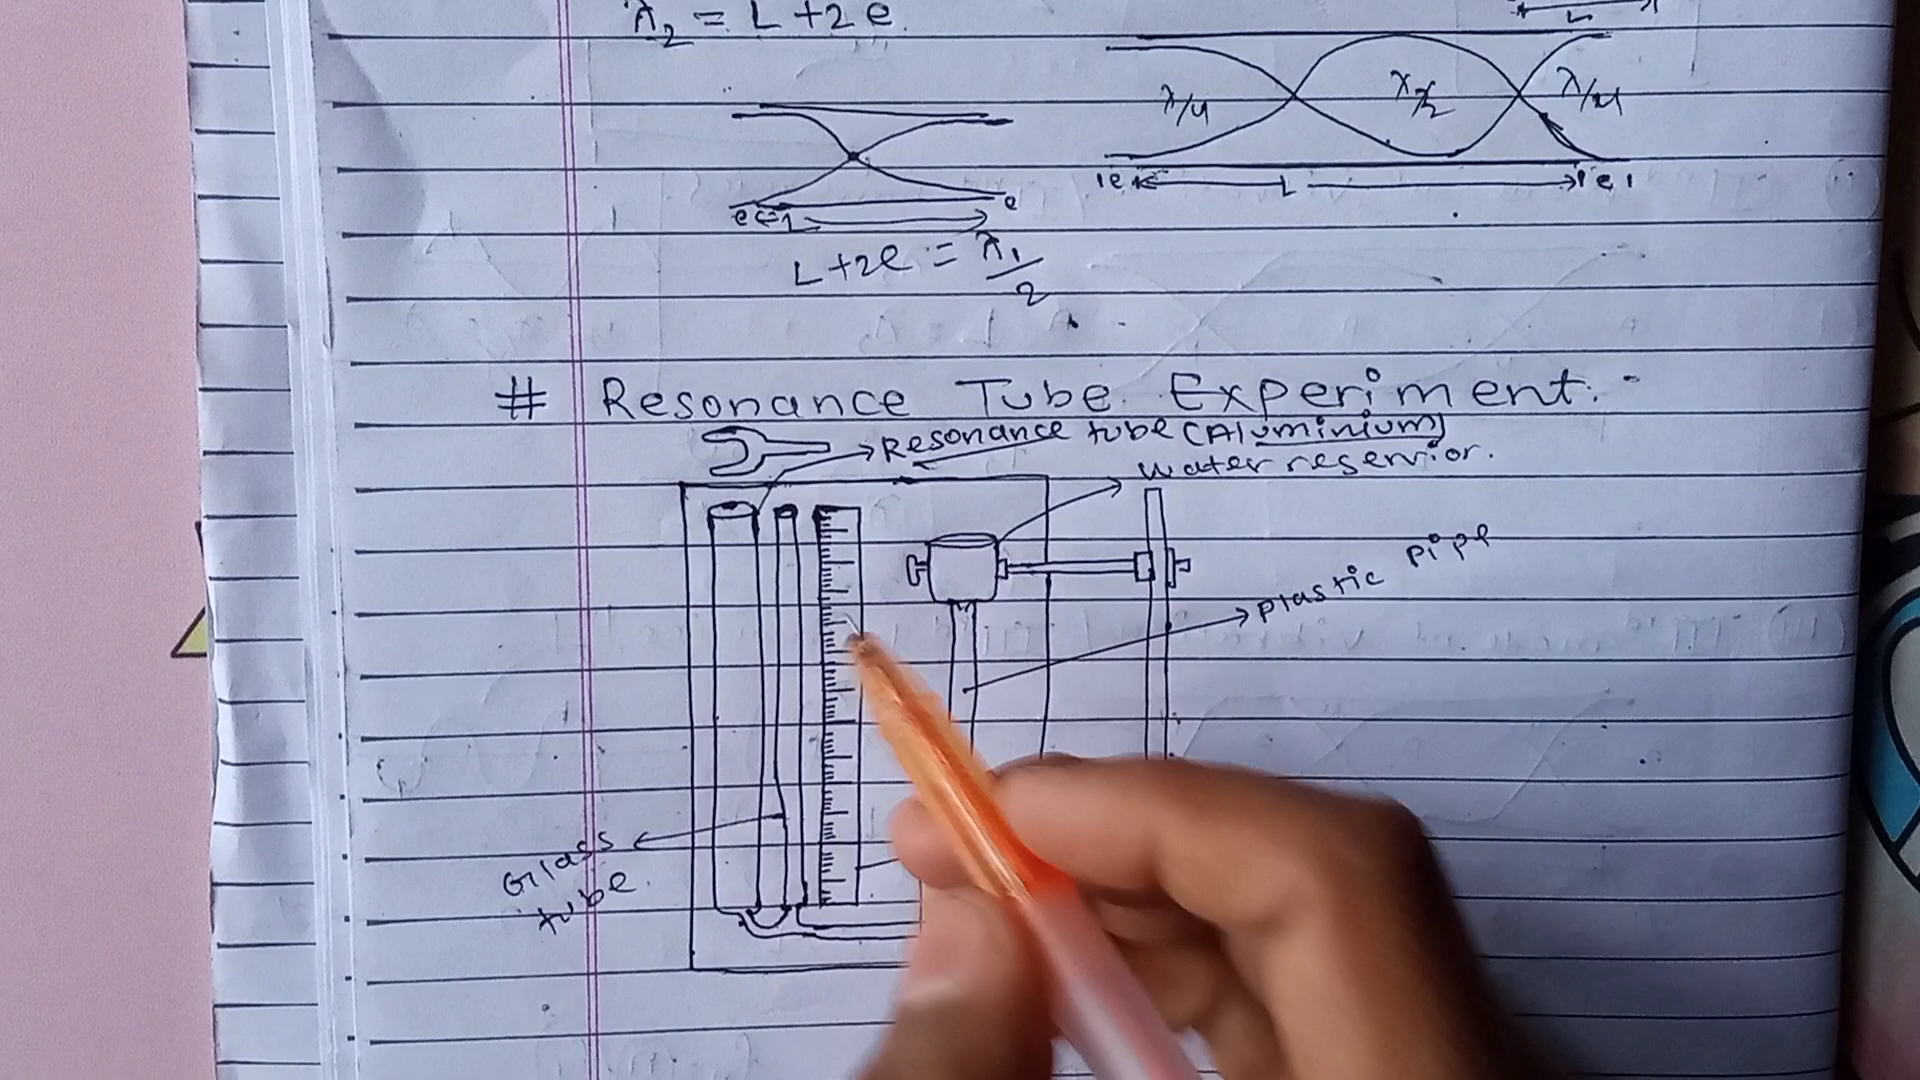 λ₂ = L + 2e
L
λ/4 λ/2 λ/4
e L e
e L e
L + 2e = λ₁/2
# Resonance Tube Experiment:-
Resonance tube (Aluminium)
water reservior.
plastic pipe
Glass
tube.